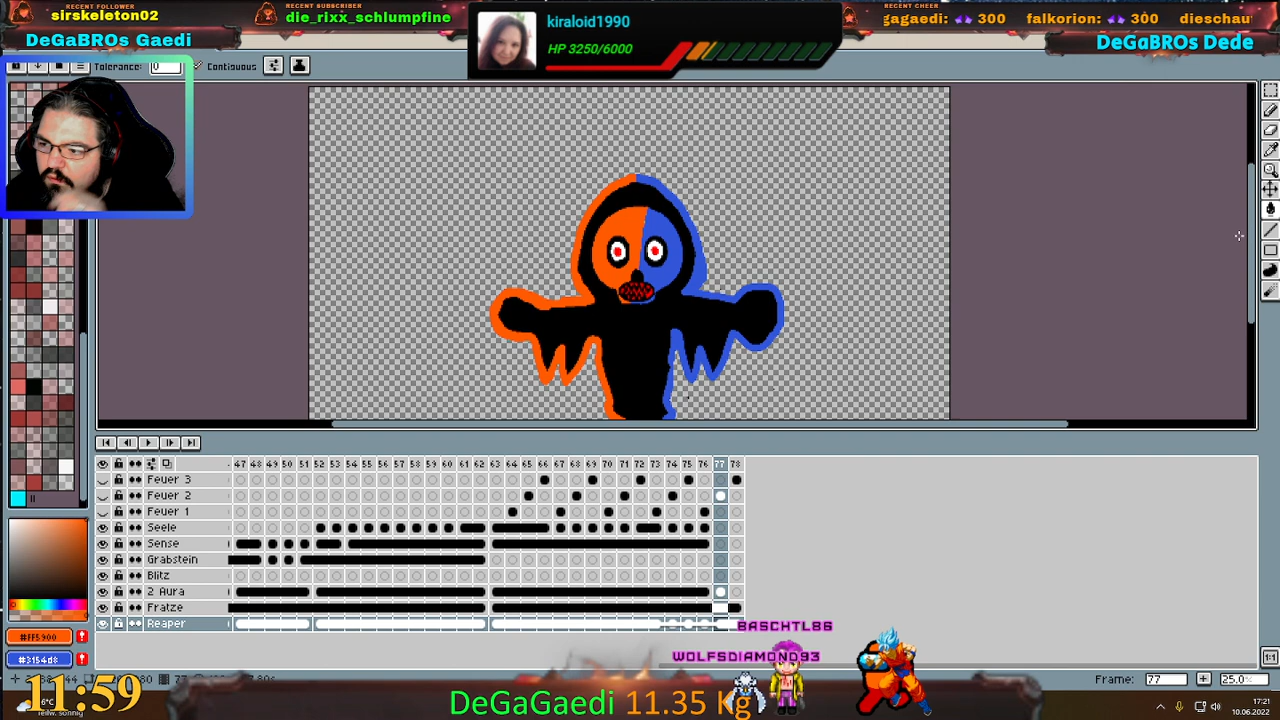 RECENT FOLLOWER
sirskeleton02
RECENT SUBSCRIBER
die_rixx_schlumpfine
kiraloid1990
HP 3250/6000
RECENT CHEER
gagaedi: 300 falkorion: 300 dieschau
DeGaBROs Gaedi
DeGaBROs Dede
Tolerance: 0 Contiguous
47 48 49 50 51 52 53 54 55 56 57 58 59 60 61 62 63 64 65 66 67 68 69 70 71 72 73 74 75 76 77 78
Feuer 3
Feuer 2
Feuer 1
Seele
Sense
Grabstein
Blitz
2 Aura
Fratze
Reaper
#FF5900
#3154d8
BASCHTL86
WOLFSDIAMOND93
Frame: 77 25.0%
1:1
11:59
DeGaGaedi 11.35 Kg
17:21
10.06.2022